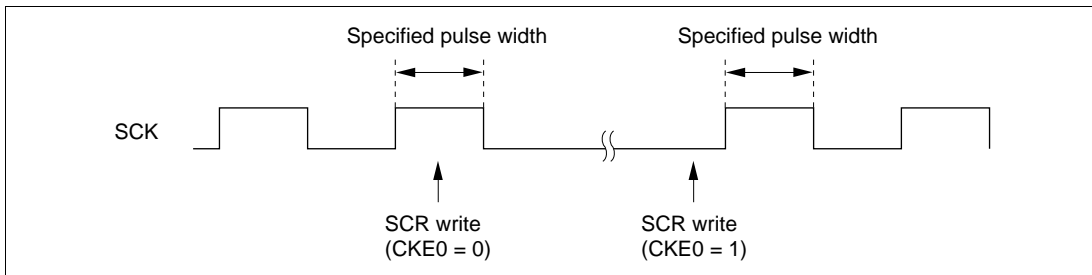 Specified pulse width
Specified pulse width
SCK
SCR write
(CKE0 = 0)
SCR write
(CKE0 = 1)